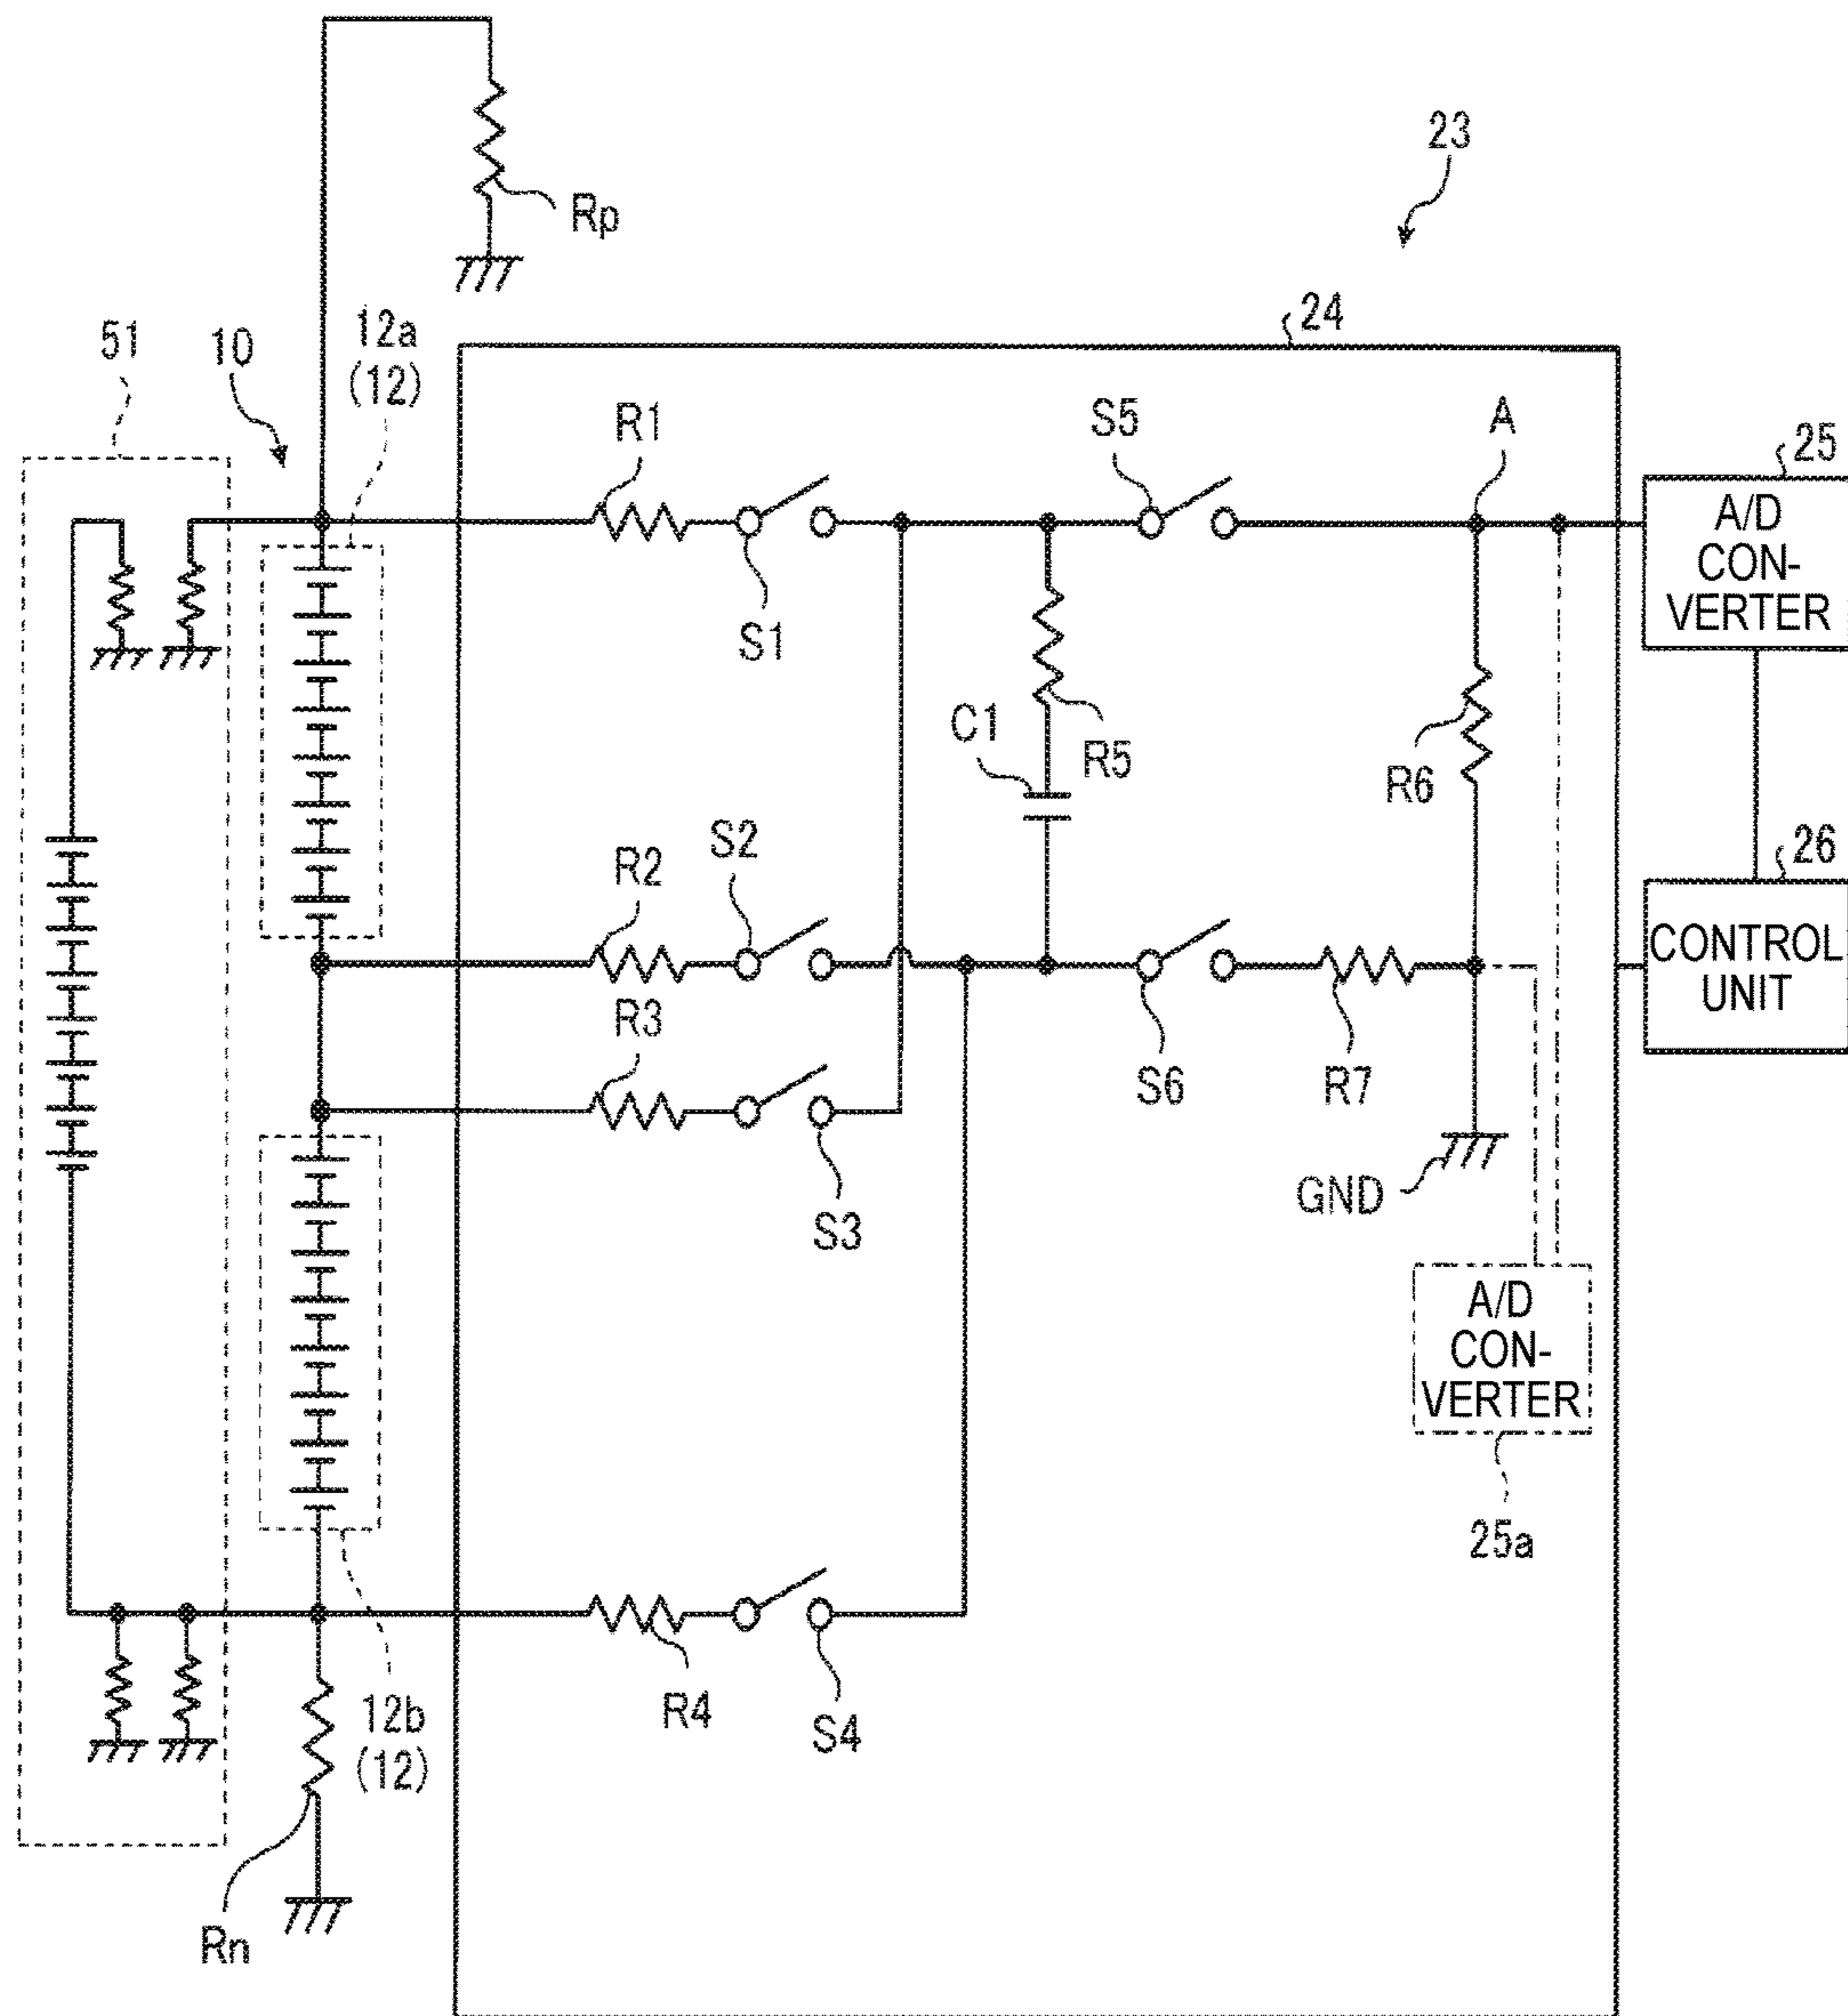 Rp
23
51
10
12a
(12)
24
R1
S5
A
25
S1
A/D
CON-
VERTER
C1
R5
R6
R2
S2
26
R3
CONTROL
UNIT
S6
R7
S3
GND
A/D
CON-
VERTER
25a
R4
S4
12b
(12)
Rn